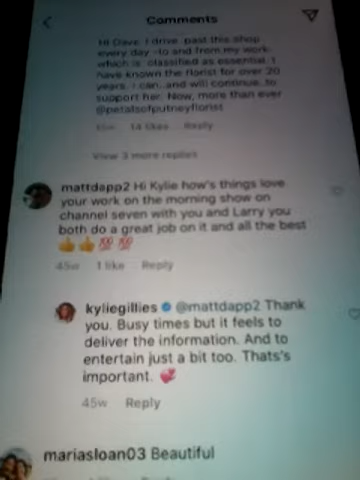 Comments
Hi Dave, I drive past this shop
every day -to and from my work-
which is classified as essential. I
have known the florist for over 20
years. I can, and will continue, to
support her. Now, more than ever
@petalsofputneyflorist
45w 14 likes Reply
View 3 more replies
mattdapp2 Hi Kylie how's things love
your work on the morning show on
channel seven with you and Larry you
both do a great job on it and all the best
👍👍💯💯
45w 1 like Reply
kyliegillies @mattdapp2 Thank
you. Busy times but it feels to
deliver the information. And to
entertain just a bit too. Thats's
important. 💞
45w Reply
mariasloan03 Beautiful